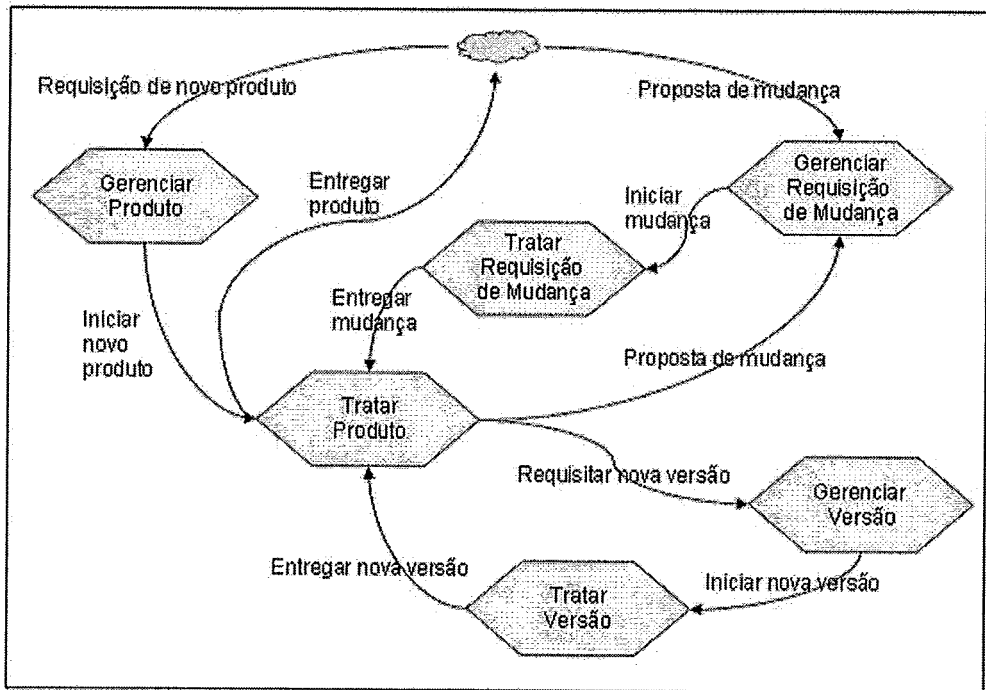 Requisição de novo produto
Proposta de mudança
Gerenciar
Produto
Entregar
produto
Gerenciar
Requisição
de Mudança
Iniciar
mudança
Tratar
Requisição
de Mudança
Entregar
mudança
Iniciar
novo
produto
Proposta de mudança
Tratar
Produto
Requisitar nova versão
Gerenciar
Versão
Entregar nova versão
Iniciar nova versão
Tratar
Versão